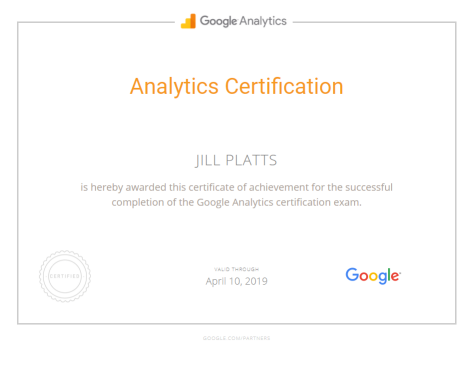 Google Analytics
Analytics Certification
JILL PLATTS
is hereby awarded this certificate of achievement for the successful
completion of the Google Analytics certification exam.
CERTIFIED
VALID THROUGH
April 10, 2019
Google
GOOGLE.COM/PARTNERS